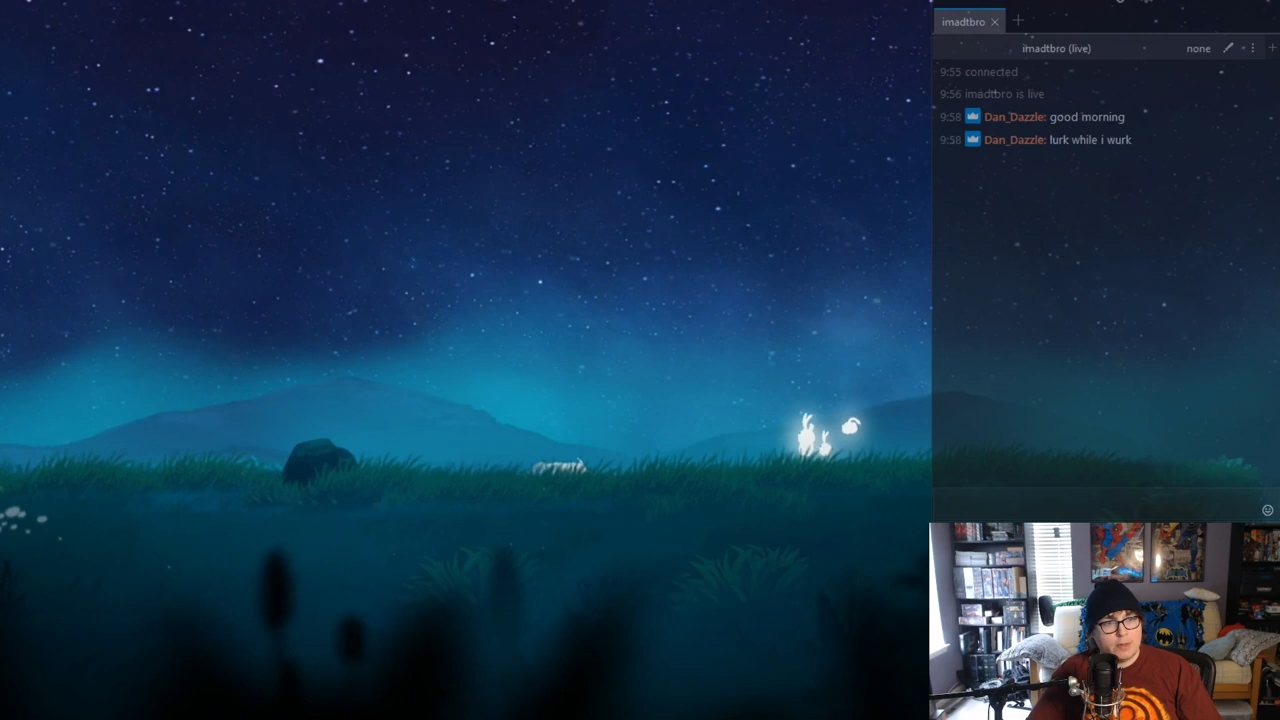 imadtbro
imadtbro (live)
none
9:55 connected
9:56 imadtbro is live
9:58 Dan_Dazzle: good morning
9:58 Dan_Dazzle: lurk while i wurk